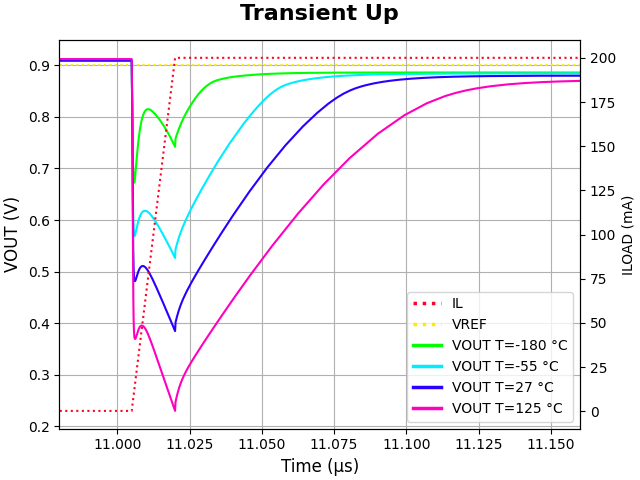 Transient Up
VOUT (V)
0.9
0.8
0.7
0.6
0.5
0.4
0.3
0.2
200
175
150
125
100
75
50
25
0
ILOAD (mA)
IL
VREF
VOUT T=-180 °C
VOUT T=-55 °C
VOUT T=27 °C
VOUT T=125 °C
11.000 11.025 11.050 11.075 11.100 11.125 11.150
Time (μs)